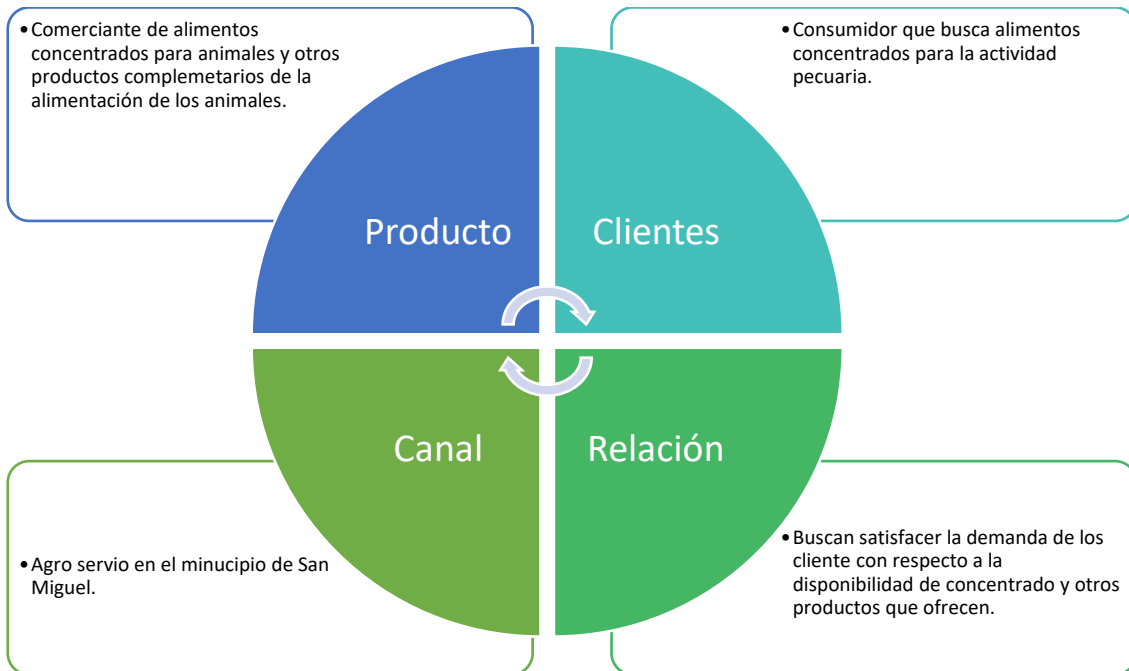 •Comerciante de alimentos
concentrados para animales y otros
productos complemetarios de la
alimentación de los animales.
•Consumidor que busca alimentos
concentrados para la actividad
pecuaria.
Producto
Clientes
Canal
Relación
•Agro servio en el minucipio de San
Miguel.
•Buscan satisfacer la demanda de los
cliente con respecto a la
disponibilidad de concentrado y otros
productos que ofrecen.